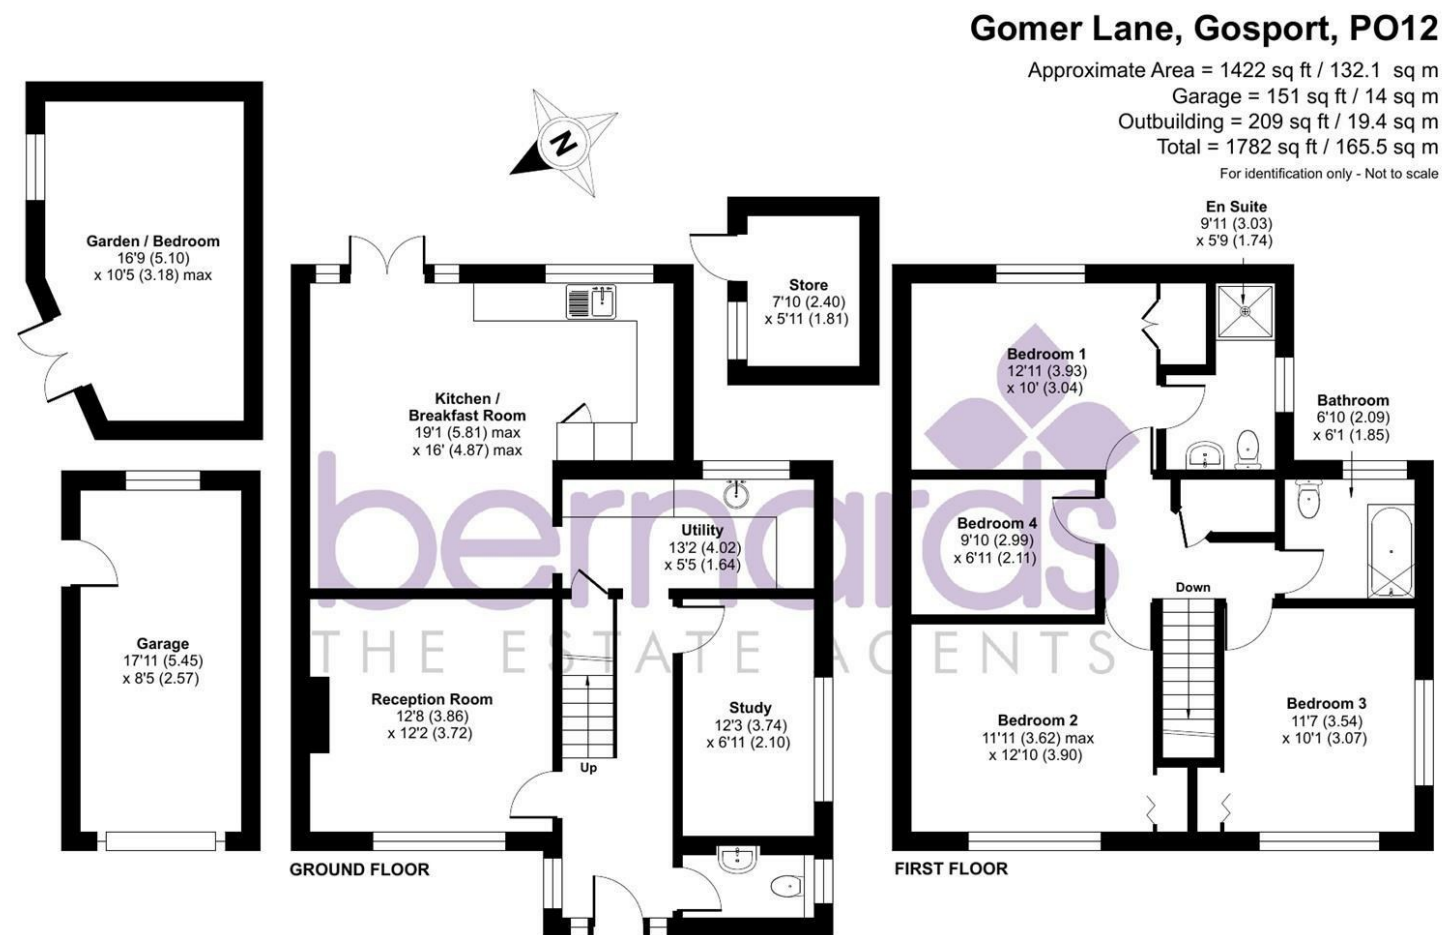 Gomer Lane, Gosport, PO12
Approximate Area = 1422 sq ft / 132.1 sq m
Garage = 151 sq ft / 14 sq m
Outbuilding = 209 sq ft / 19.4 sq m
Total = 1782 sq ft / 165.5 sq m
For identification only - Not to scale
N
Garden / Bedroom
16'9 (5.10)
x 10'5 (3.18) max
Garage
17'11 (5.45)
x 8'5 (2.57)
Kitchen /
Breakfast Room
19'1 (5.81) max
x 16' (4.87) max
Store
7'10 (2.40)
x 5'11 (1.81)
Utility
13'2 (4.02)
x 5'5 (1.64)
Reception Room
12'8 (3.86)
x 12'2 (3.72)
Up
Study
12'3 (3.74)
x 6'11 (2.10)
GROUND FLOOR
En Suite
9'11 (3.03)
x 5'9 (1.74)
Bedroom 1
12'11 (3.93)
x 10' (3.04)
Bathroom
6'10 (2.09)
x 6'1 (1.85)
Bedroom 4
9'10 (2.99)
x 6'11 (2.11)
Down
Bedroom 2
11'11 (3.62) max
x 12'10 (3.90)
Bedroom 3
11'7 (3.54)
x 10'1 (3.07)
FIRST FLOOR
bernards
THE ESTATE AGENTS